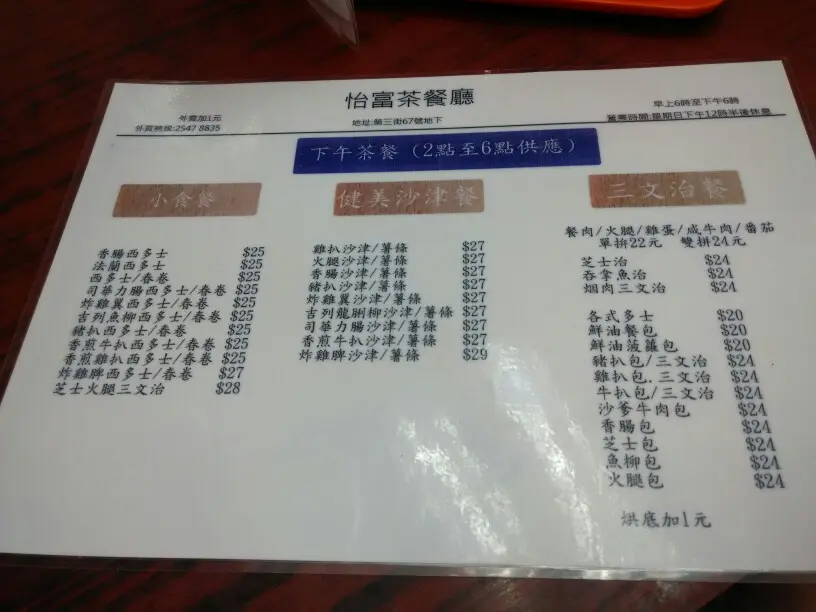 怡富茶餐廳
外賣加1元
外賣熱線:2547 8835
地址:第三街67號地下
早上6時至下午6時
營業時間:星期日下午12時半後休息
下午茶餐（2點至6點供應）
小食餐
香腸西多士 $25
法蘭西多士 $25
西多士/春卷 $25
司華力腸西多士/春卷 $25
炸雞翼西多士/春卷 $25
吉列魚柳西多士/春卷 $25
豬扒西多士/春卷 $25
香煎牛扒西多士/春卷 $25
香煎雞扒西多士/春卷 $25
炸雞脾西多士/春卷 $27
芝士火腿三文治 $28
健美沙津餐
雞扒沙津/薯條 $27
火腿沙津/薯條 $27
香腸沙津/薯條 $27
豬扒沙津/薯條 $27
炸雞翼沙津/薯條 $27
吉列龍脷柳沙津/薯條 $27
司華力腸沙津/薯條 $27
香煎牛扒沙津/薯條 $27
炸雞脾沙津/薯條 $29
三文治餐
餐肉/火腿/雞蛋/咸牛肉/番茄
單拚22元 雙拼24元
芝士治 $24
吞拿魚治 $24
烟肉三文治 $24
各式多士 $20
鮮油餐包 $20
鮮油菠蘿包 $20
豬扒包/三文治 $24
雞扒包.三文治 $24
牛扒包/三文治 $24
沙爹牛肉包 $24
香腸包 $24
芝士包 $24
魚柳包 $24
火腿包 $24
烘底加1元